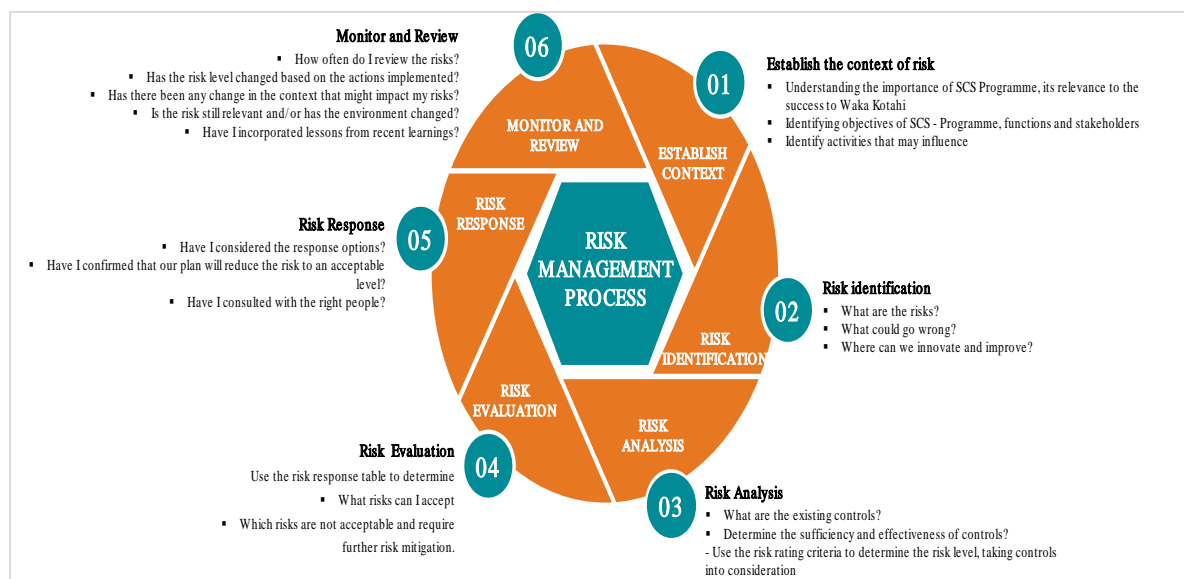 Monitor and Review
▪ How often do I review the risks?
▪ Has the risk level changed based on the actions implemented?
▪ Has there been any change in the context that might impact my risks?
▪ Is the risk still relevant and/or has the environment changed?
▪ Have I incorporated lessons from recent learnings?
06
MONITOR AND
REVIEW
01
ESTABLISH
CONTEXT
Establish the context of risk
▪ Understanding the importance of SCS Programme, its relevance to the
success to Waka Kotahi
▪ Identifying objectives of SCS - Programme, functions and stakeholders
▪ Identify activities that may influence
Risk Response
▪ Have I considered the response options?
▪ Have I confirmed that our plan will reduce the risk to an acceptable
level?
▪ Have I consulted with the right people?
05
RISK
RESPONSE
RISK
MANAGEMENT
PROCESS
02
RISK
IDENTIFICATION
Risk identification
▪ What are the risks?
▪ What could go wrong?
▪ Where can we innovate and improve?
Risk Evaluation
Use the risk response table to determine
▪ What risks can I accept
▪ Which risks are not acceptable and require
further risk mitigation.
04
RISK
EVALUATION
RISK
ANALYSIS
03
Risk Analysis
▪ What are the existing controls?
▪ Determine the sufficiency and effectiveness of controls?
- Use the risk rating criteria to determine the risk level, taking controls
into consideration